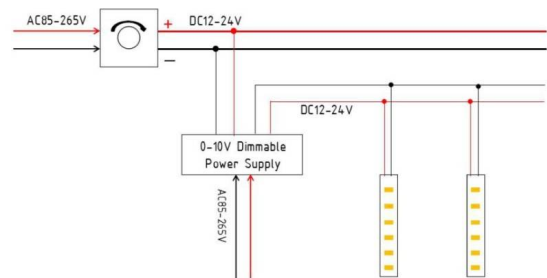 AC85-265V
+
DC12-24V
−
DC12-24V
0-10V Dimmable
Power Supply
AC85-265V